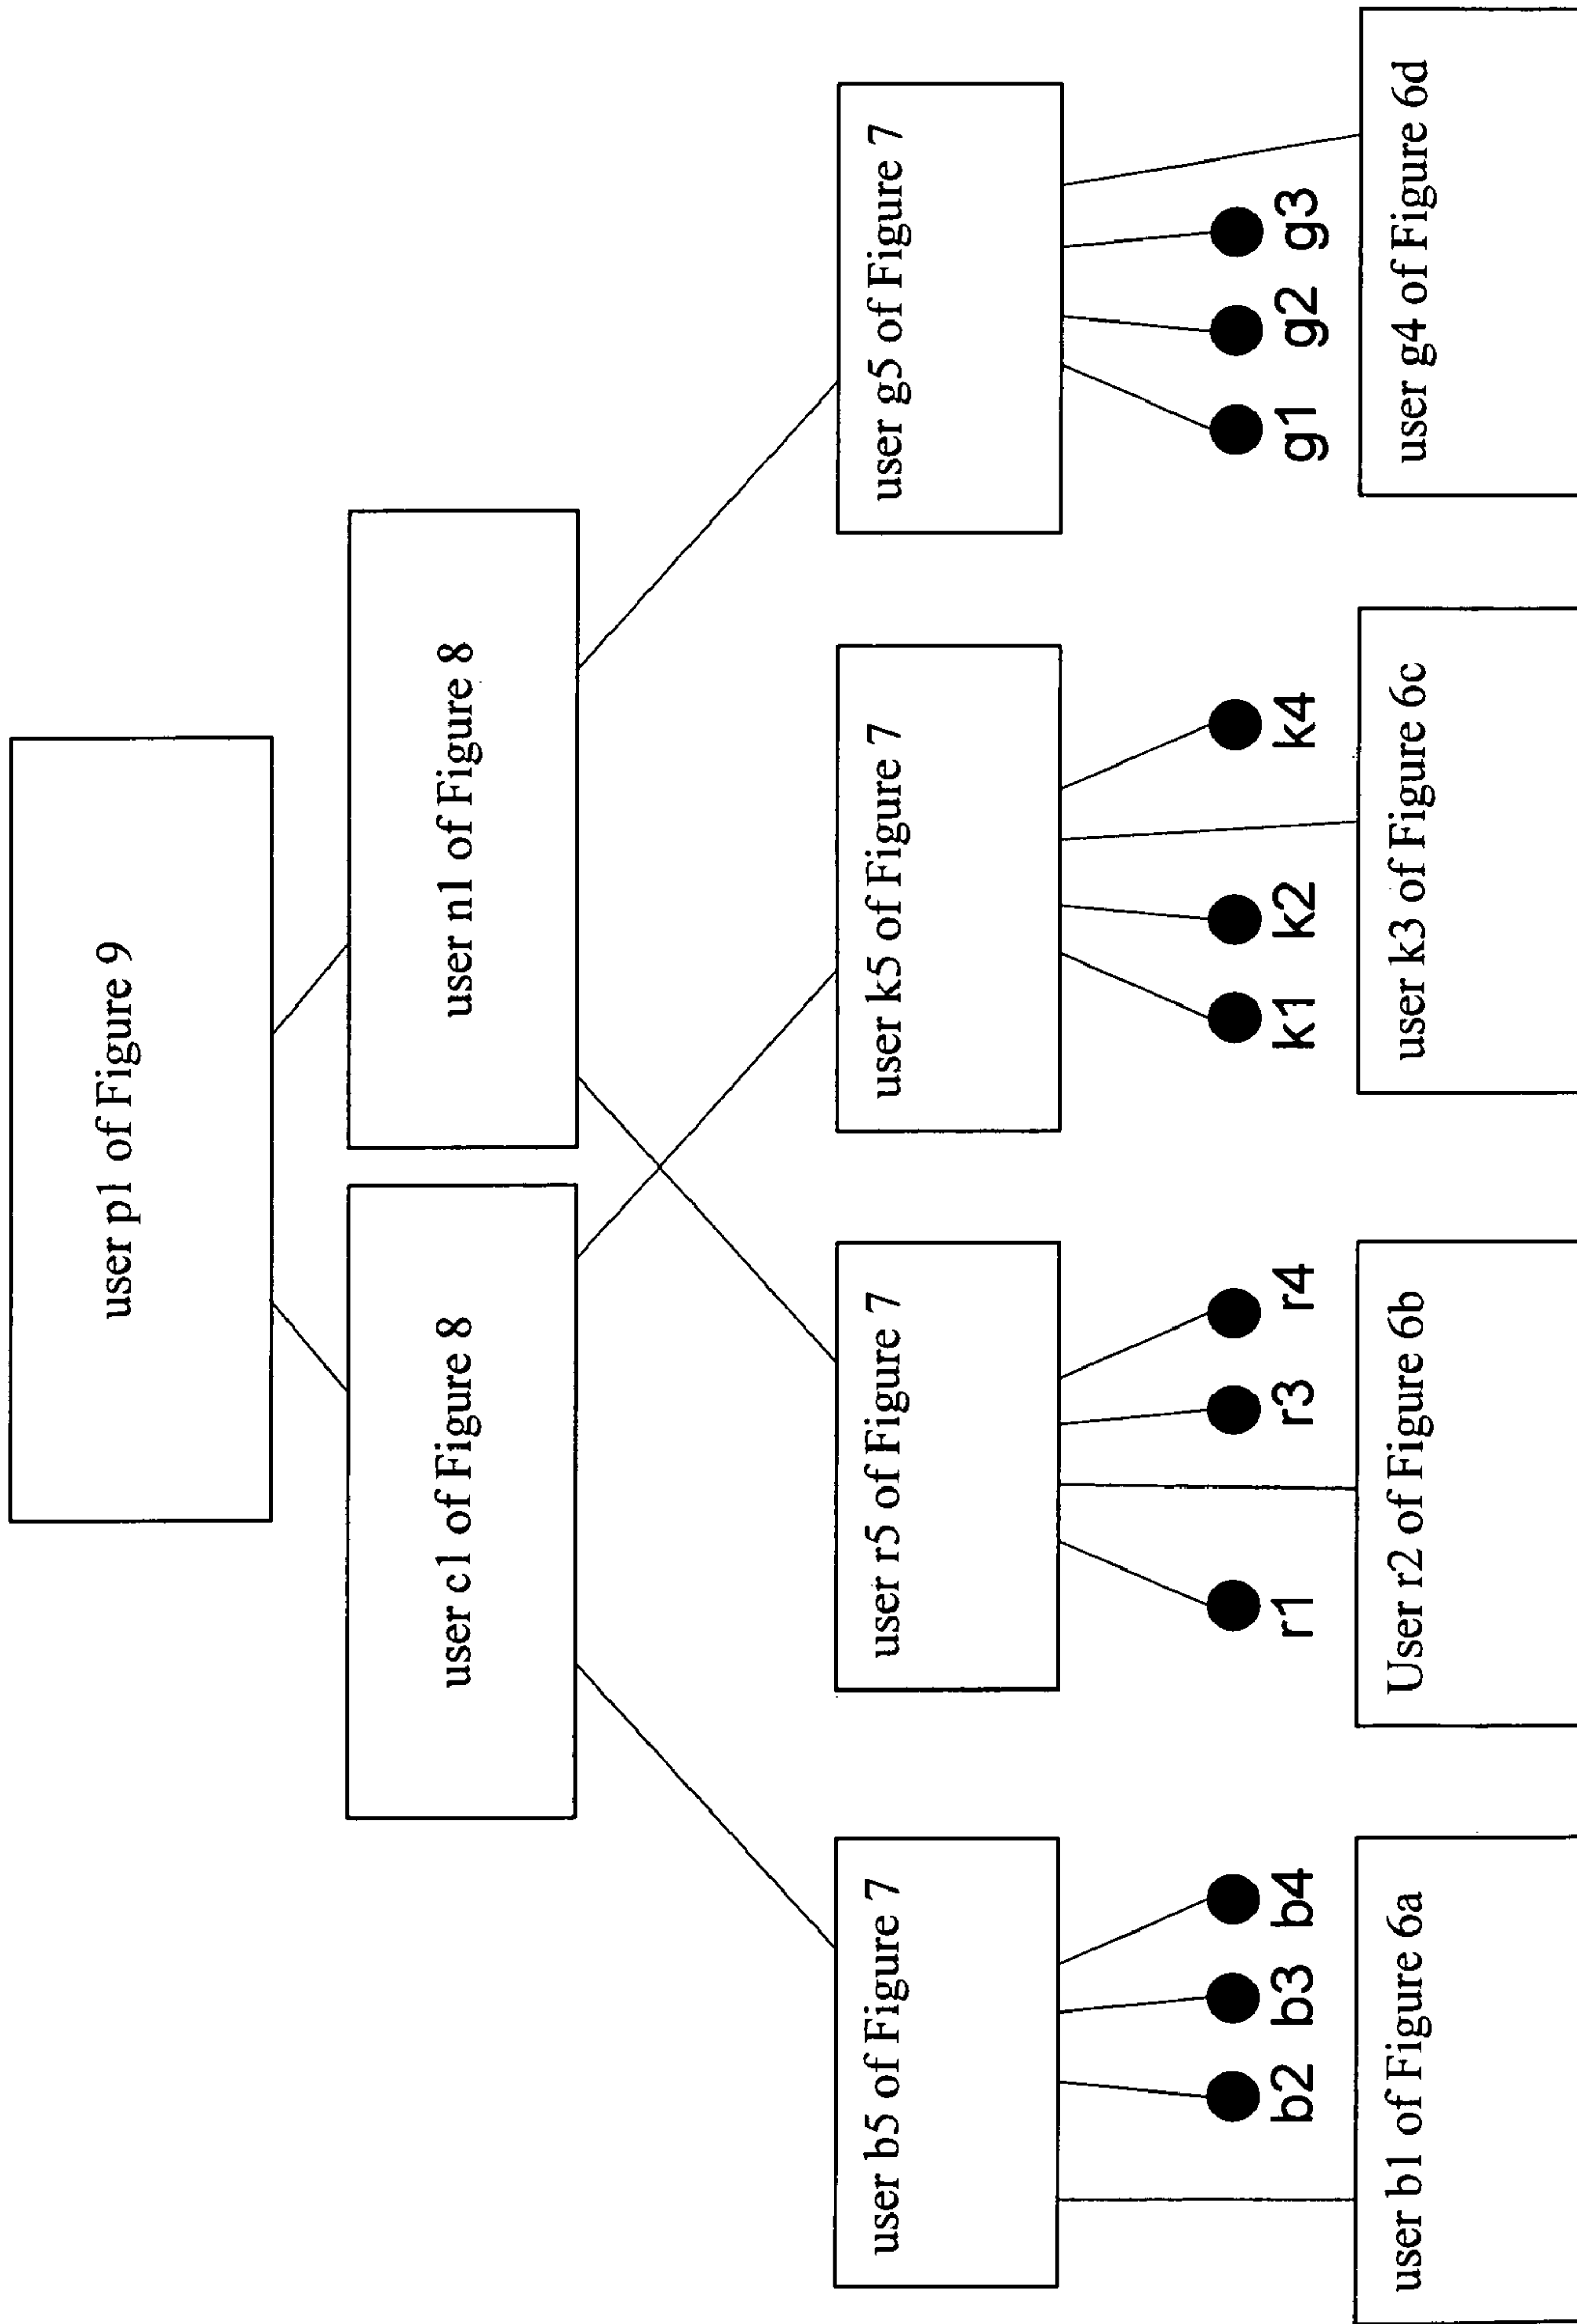 user p1 of Figure 9
user c1 of Figure 8
user n1 of Figure 8
user b5 of Figure 7
user r5 of Figure 7
user k5 of Figure 7
user g5 of Figure 7
b2 b3 b4
r1 r3 r4
k1 k2 k4
g1 g2 g3
user b1 of Figure 6a
User r2 of Figure 6b
user k3 of Figure 6c
user g4 of Figure 6d